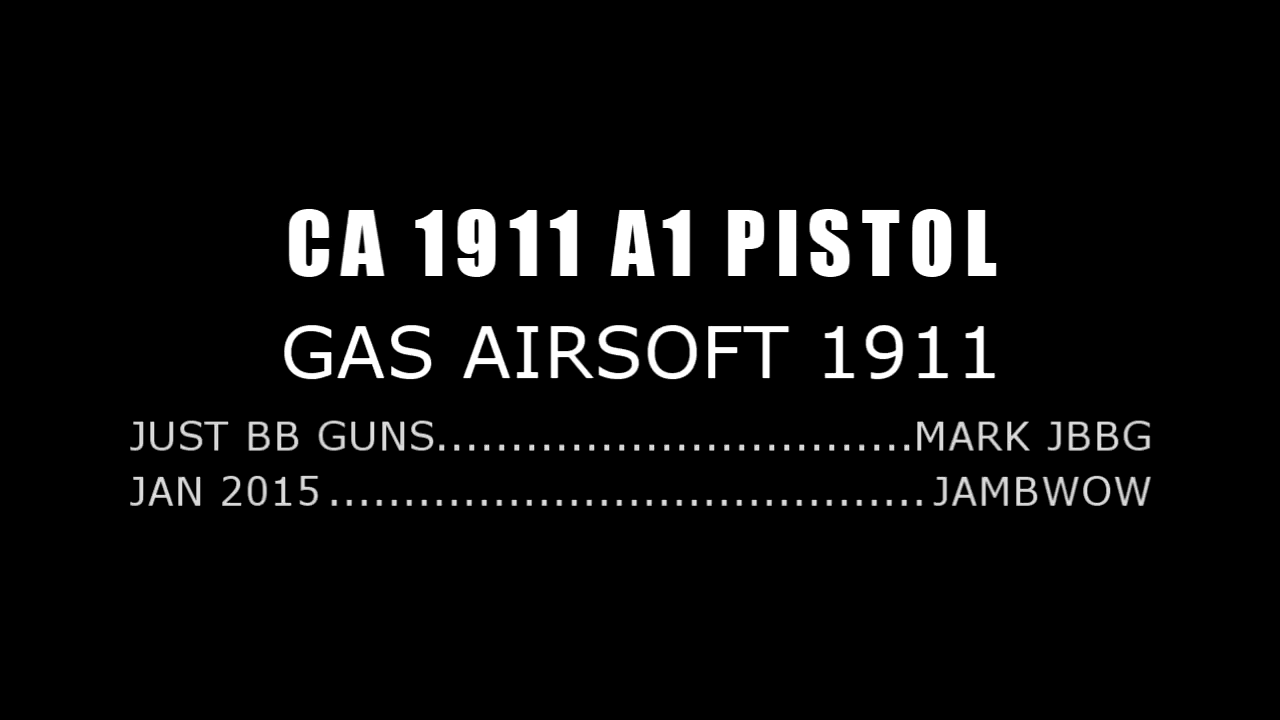 CA 1911 A1 PISTOL
GAS AIRSOFT 1911
JUST BB GUNS................................MARK JBBG
JAN 2015........................................JAMBWOW